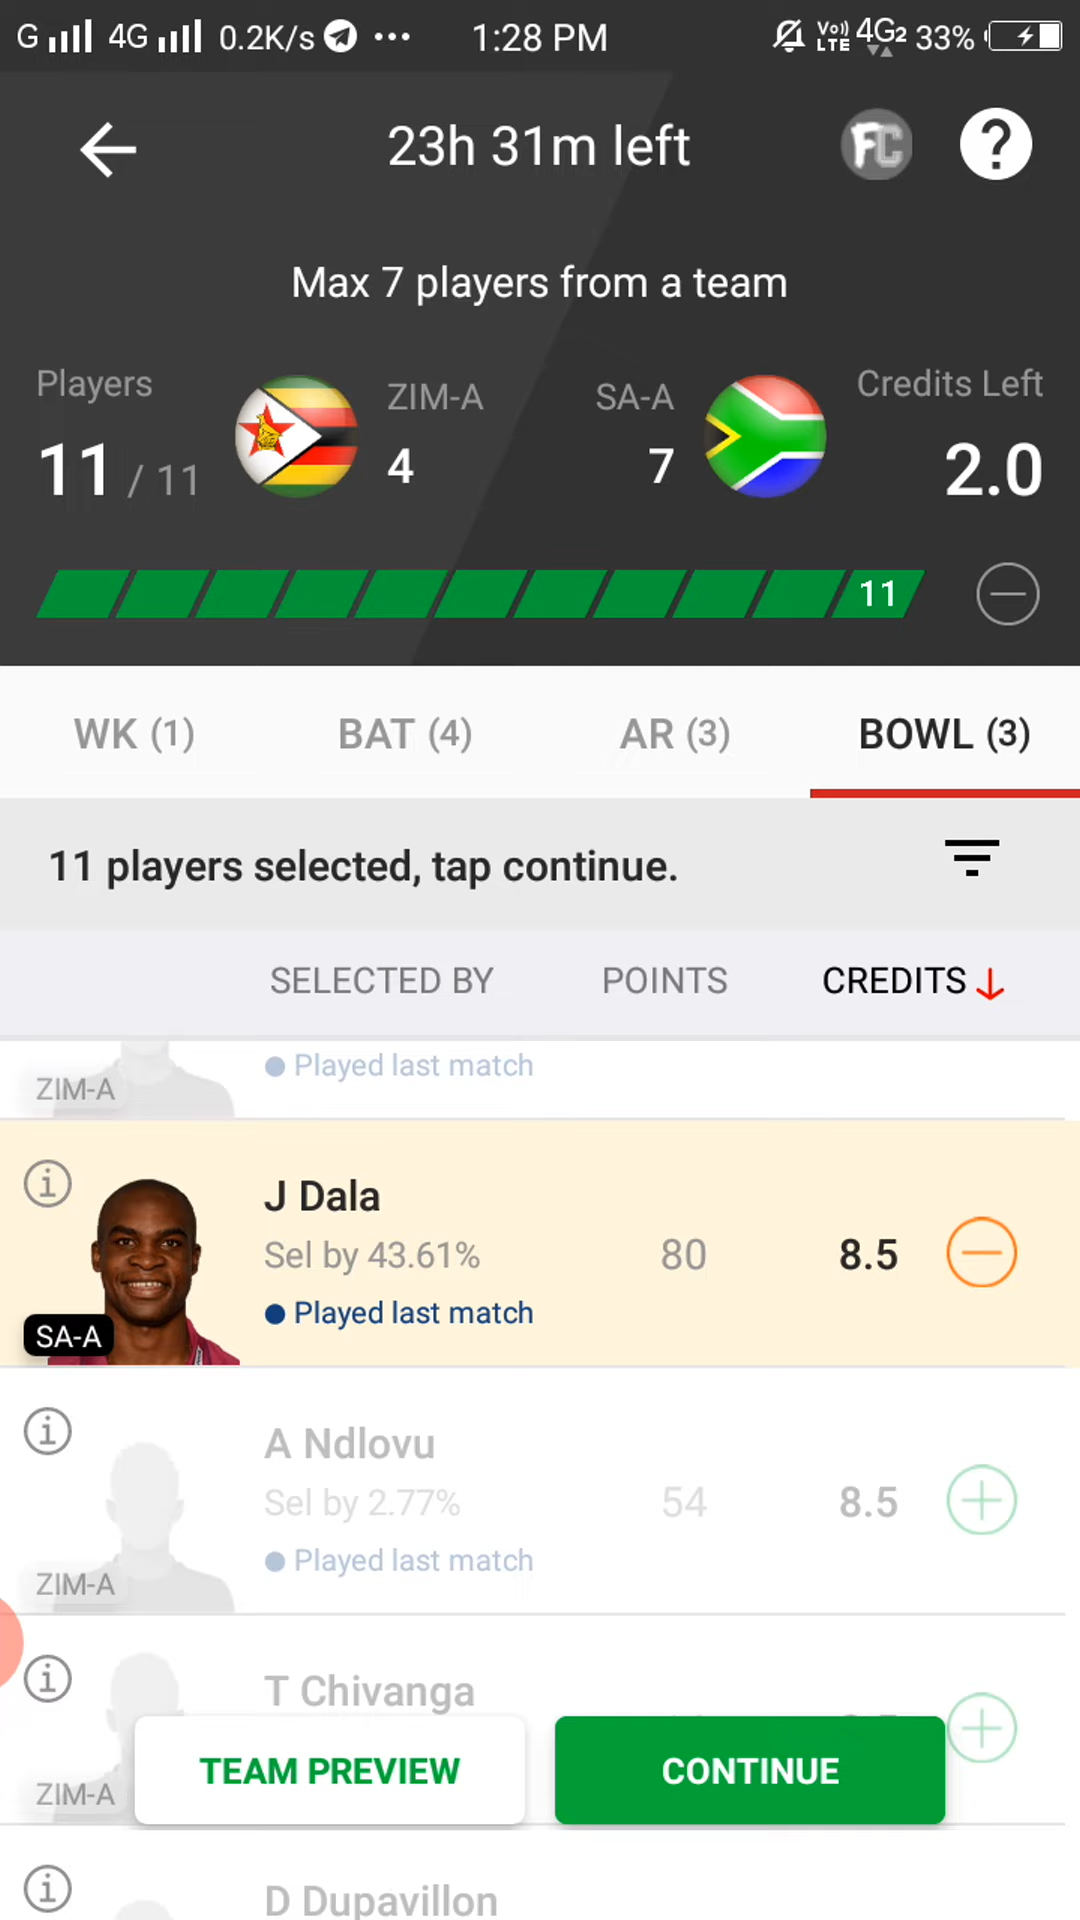 G 4G 0.2K/s ... 1:28 PM Vo)) LTE 4G2 33%
23h 31m left FC ?
Max 7 players from a team
Players ZIM-A SA-A Credits Left
11 / 11 4 7 2.0
11
WK (1) BAT (4) AR (3) BOWL (3)
11 players selected, tap continue.
SELECTED BY POINTS CREDITS
ZIM-A Played last match
J Dala
Sel by 43.61% 80 8.5
Played last match
SA-A
A Ndlovu
Sel by 2.77% 54 8.5
Played last match
ZIM-A
T Chivanga
TEAM PREVIEW CONTINUE
ZIM-A
D Dupavillon